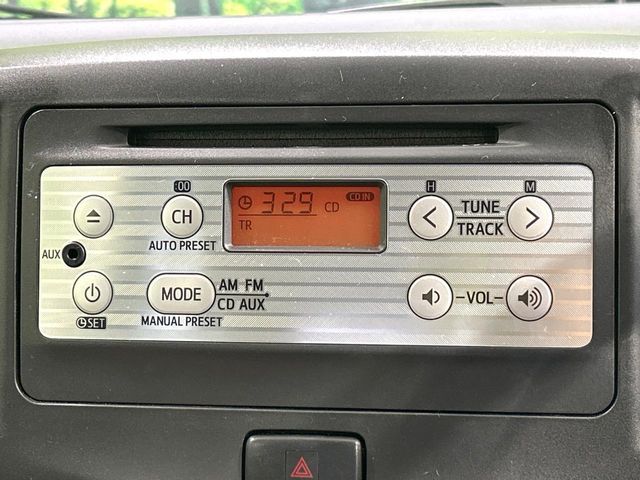 :00
H
M
CD IN
3 29 CD
TR
CH
AUTO PRESET
TUNE
TRACK
AUX
MODE
AM FM
CD AUX
MANUAL PRESET
SET
-VOL-